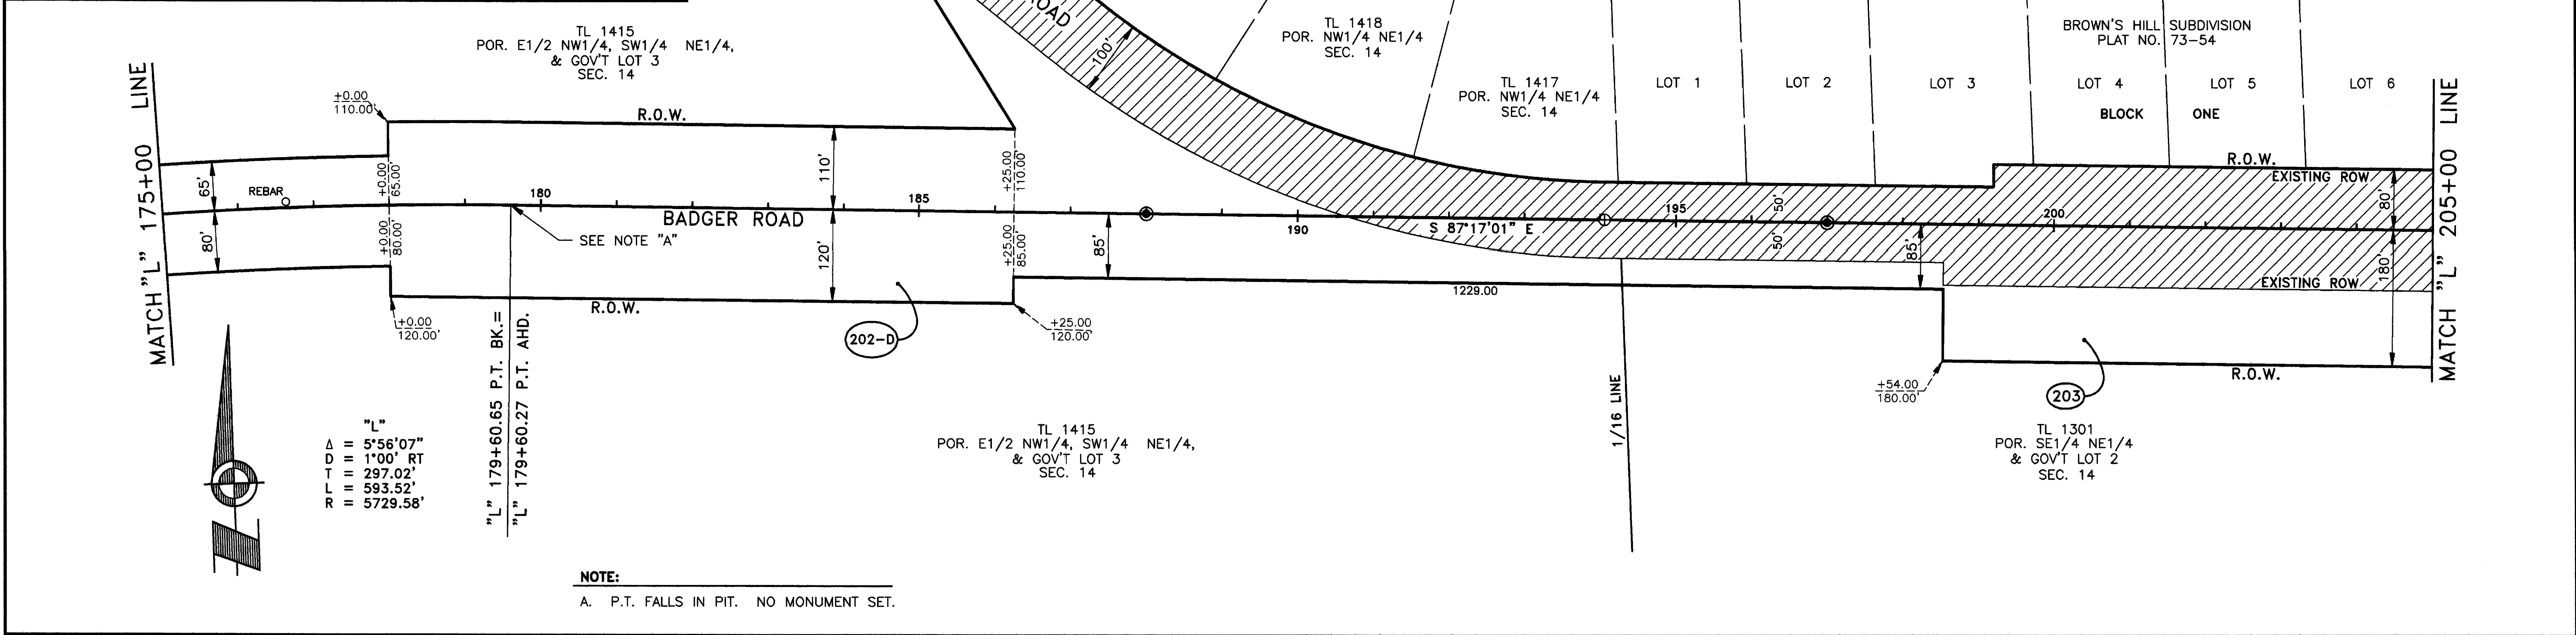 TL 1415
POR. E1/2 NW1/4, SW1/4 NE1/4,
& GOV'T LOT 3
SEC. 14
ROAD
100'
TL 1418
POR. NW1/4 NE1/4
SEC. 14
TL 1417
POR. NW1/4 NE1/4
SEC. 14
LOT 1
LOT 2
LOT 3
BROWN'S HILL SUBDIVISION
PLAT NO. 73-54
LOT 4
LOT 5
LOT 6
BLOCK ONE
MATCH "L" 175+00 LINE
+0.00
110.00'
R.O.W.
65'
REBAR
+0.00
65.00'
80'
+0.00
80.00'
180
BADGER ROAD
SEE NOTE "A"
110'
120'
185
+25.00
110.00'
+25.00
85.00'
85'
190
S 87°17'01" E
195
50'
50'
85'
200
R.O.W.
EXISTING ROW
80'
EXISTING ROW
180'
MATCH "L" 205+00 LINE
+0.00
120.00'
R.O.W.
202-D
+25.00
120.00'
1229.00
"L" 179+60.65 P.T. BK.=
"L" 179+60.27 P.T. AHD.
1/16 LINE
+54.00
180.00'
203
R.O.W.
"L"
Δ = 5°56'07"
D = 1°00' RT
T = 297.02'
L = 593.52'
R = 5729.58'
TL 1415
POR. E1/2 NW1/4, SW1/4 NE1/4,
& GOV'T LOT 3
SEC. 14
TL 1301
POR. SE1/4 NE1/4
& GOV'T LOT 2
SEC. 14
N
NOTE:
A. P.T. FALLS IN PIT. NO MONUMENT SET.